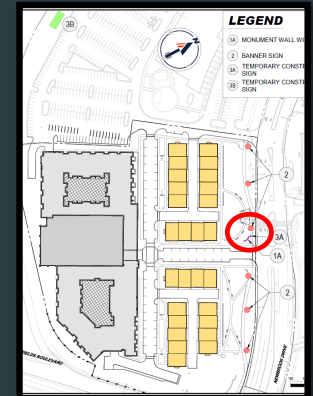 3B
N
LEGEND
1A MONUMENT WALL WI
2 BANNER SIGN
3A TEMPORARY CONST
SIGN
3B TEMPORARY CONST
SIGN
2
3A
1A
2